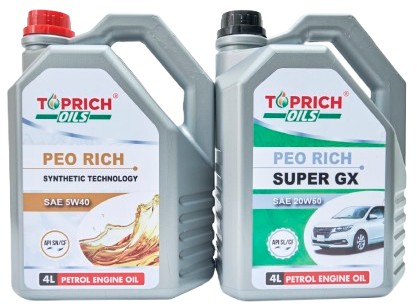 TOPRICH®
OILS
PEO RICH
SYNTHETIC TECHNOLOGY
SAE 5W40
API SN/CF
4L PETROL ENGINE OIL
TOPRICH®
OILS
PEO RICH
SUPER GX
SAE 20W50
API SL/CF
4L PETROL ENGINE OIL